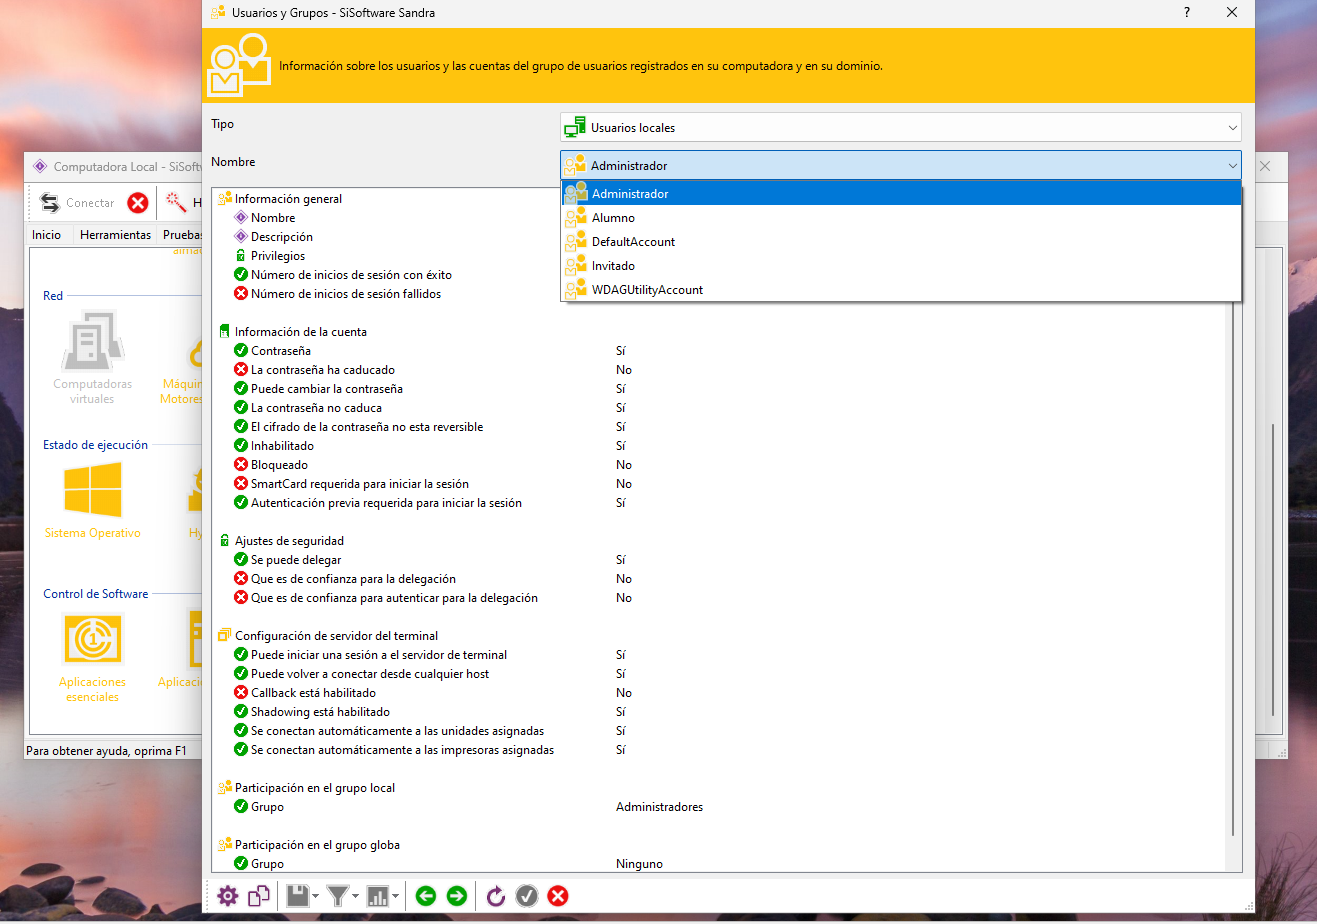 Usuarios y Grupos - SiSoftware Sandra
?
Información sobre los usuarios y las cuentas del grupo de usuarios registrados en su computadora y en su dominio.
Tipo
Usuarios locales
Nombre
Administrador
Administrador
Alumno
DefaultAccount
Invitado
WDAGUtilityAccount
Información general
Nombre
Descripción
Privilegios
Número de inicios de sesión con éxito
Número de inicios de sesión fallidos
Información de la cuenta
Contraseña Sí
La contraseña ha caducado No
Puede cambiar la contraseña Sí
La contraseña no caduca Sí
El cifrado de la contraseña no esta reversible Sí
Inhabilitado Sí
Bloqueado No
SmartCard requerida para iniciar la sesión No
Autenticación previa requerida para iniciar la sesión Sí
Ajustes de seguridad
Se puede delegar Sí
Que es de confianza para la delegación No
Que es de confianza para autenticar para la delegación No
Configuración de servidor del terminal
Puede iniciar una sesión a el servidor de terminal Sí
Puede volver a conectar desde cualquier host Sí
Callback está habilitado No
Shadowing está habilitado Sí
Se conectan automáticamente a las unidades asignadas Sí
Se conectan automáticamente a las impresoras asignadas Sí
Participación en el grupo local
Grupo Administradores
Participación en el grupo globa
Grupo Ninguno
Computadora Local - SiSoftw
Conectar
H
Inicio Herramientas Pruebas
Red
Computadoras
virtuales
Máquin
Motores
Estado de ejecución
Sistema Operativo
Hy
Control de Software
Aplicaciones
esenciales
Aplicaci
Para obtener ayuda, oprima F1